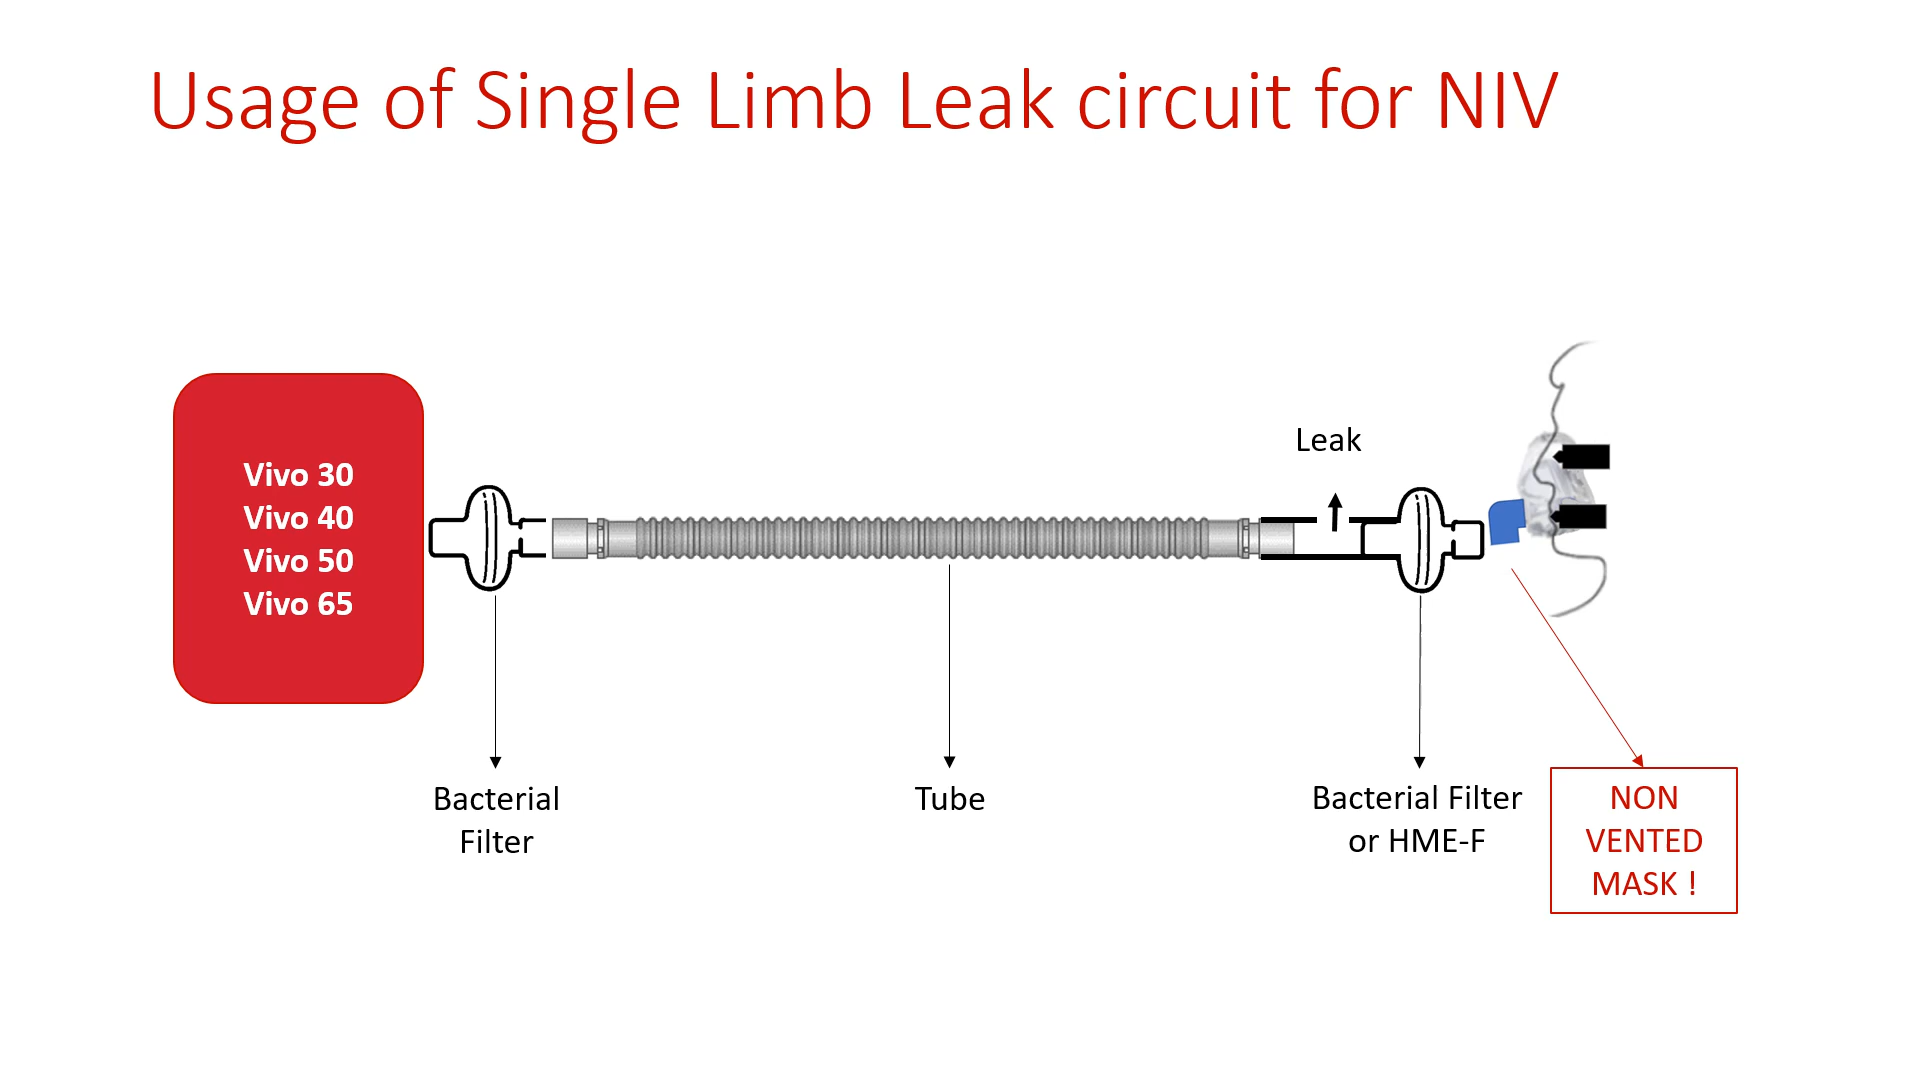 Usage of Single Limb Leak circuit for NIV
Vivo 30
Vivo 40
Vivo 50
Vivo 65
Leak
Bacterial
Filter
Tube
Bacterial Filter
or HME-F
NON
VENTED
MASK !